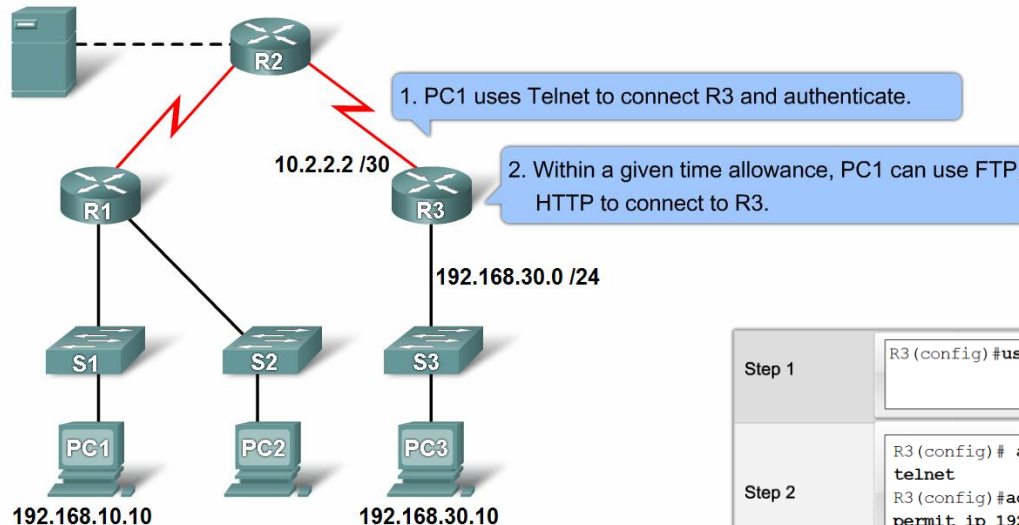 R2
1. PC1 uses Telnet to connect R3 and authenticate.
10.2.2.2 /30
2. Within a given time allowance, PC1 can use FTP
HTTP to connect to R3.
R1
R3
192.168.30.0 /24
S1
S2
S3
PC1
PC2
PC3
192.168.10.10
192.168.30.10
Step 1
R3(config)#us
Step 2
R3(config)# a
telnet
R3(config)#ac
permit ip 192